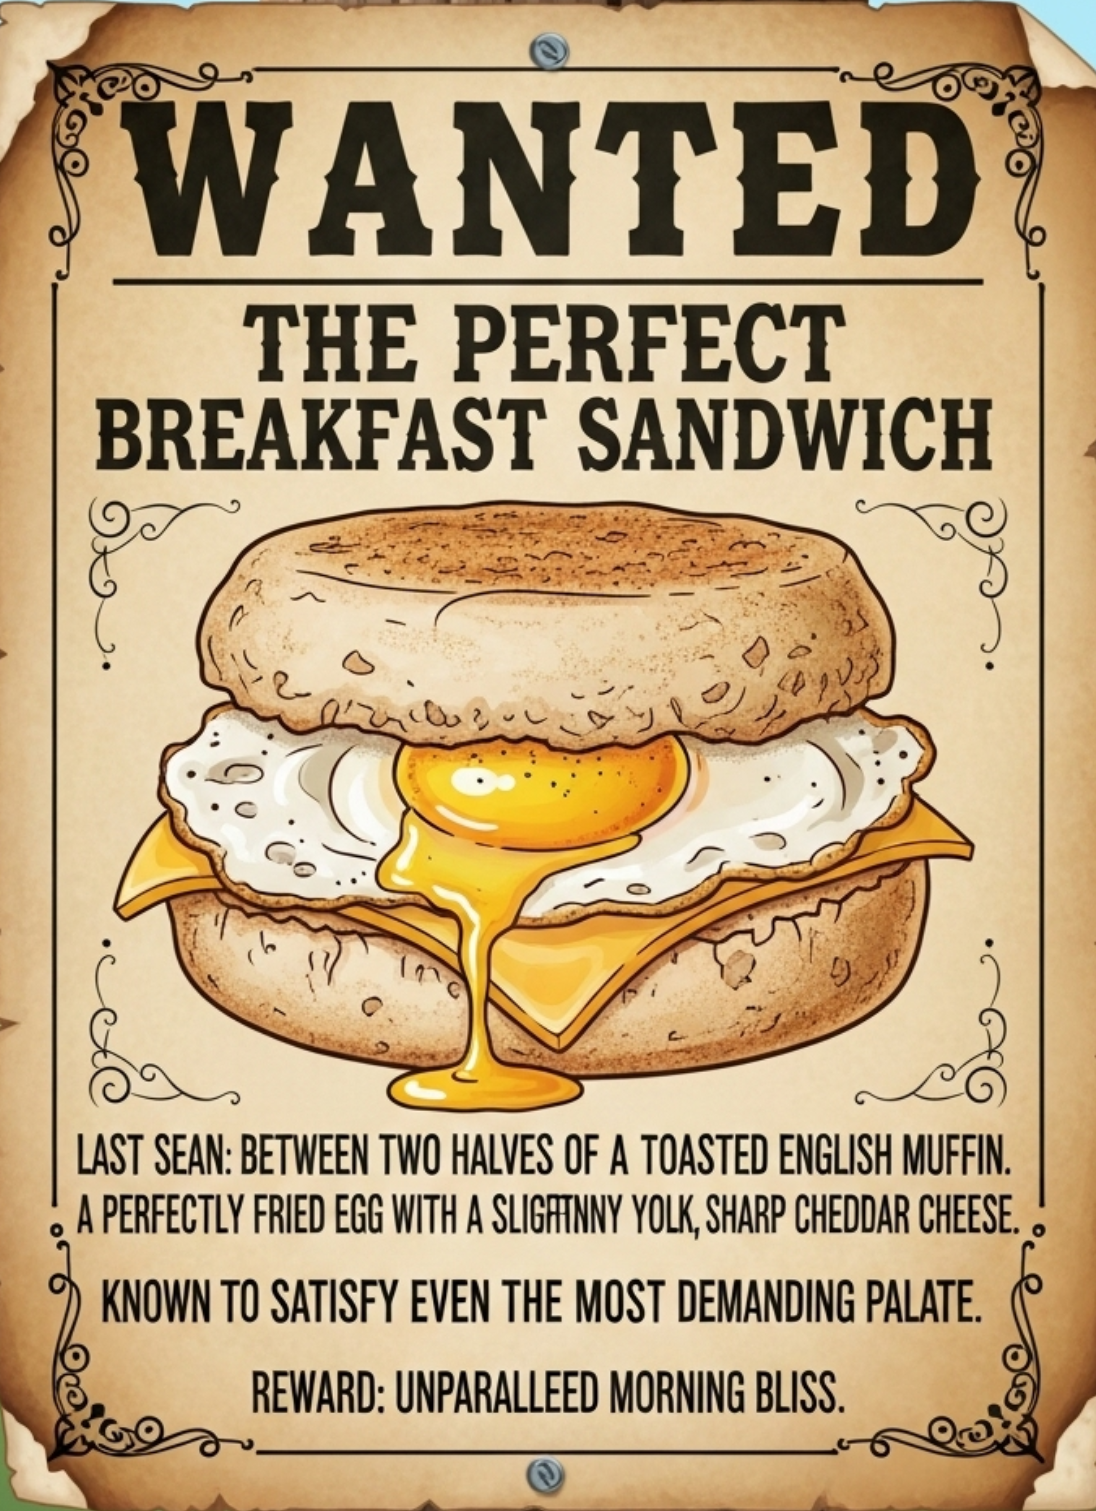 WANTED
THE PERFECT
BREAKFAST SANDWICH
LAST SEAN: BETWEEN TWO HALVES OF A TOASTED ENGLISH MUFFIN.
A PERFECTLY FRIED EGG WITH A YOLK, SHARP CHEDDAR CHEESE.
KNOWN TO SATISFY EVEN THE MOST DEMANDING PALATE.
REWARD: UNPARALLEED MORNING BLISS.